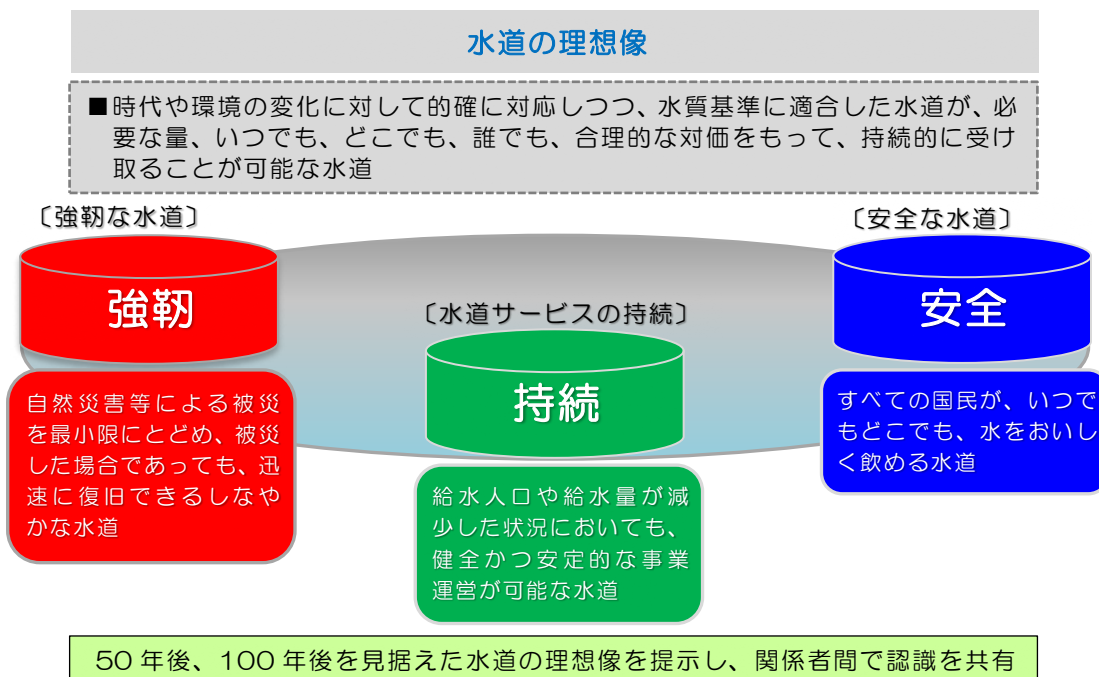 水道の理想像
■時代や環境の変化に対して的確に対応しつつ、水質基準に適合した水道が、必
要な量、いつでも、どこでも、誰でも、合理的な対価をもって、持続的に受け
取ることが可能な水道
〔強靭な水道〕
強靭
自然災害等による被災
を最小限にとどめ、被災
した場合であっても、迅
速に復旧できるしなや
かな水道
〔水道サービスの持続〕
持続
給水人口や給水量が減
少した状況においても、
健全かつ安定的な事業
運営が可能な水道
〔安全な水道〕
安全
すべての国民が、いつで
もどこでも、水をおいし
く飲める水道
50年後、100年後を見据えた水道の理想像を提示し、関係者間で認識を共有